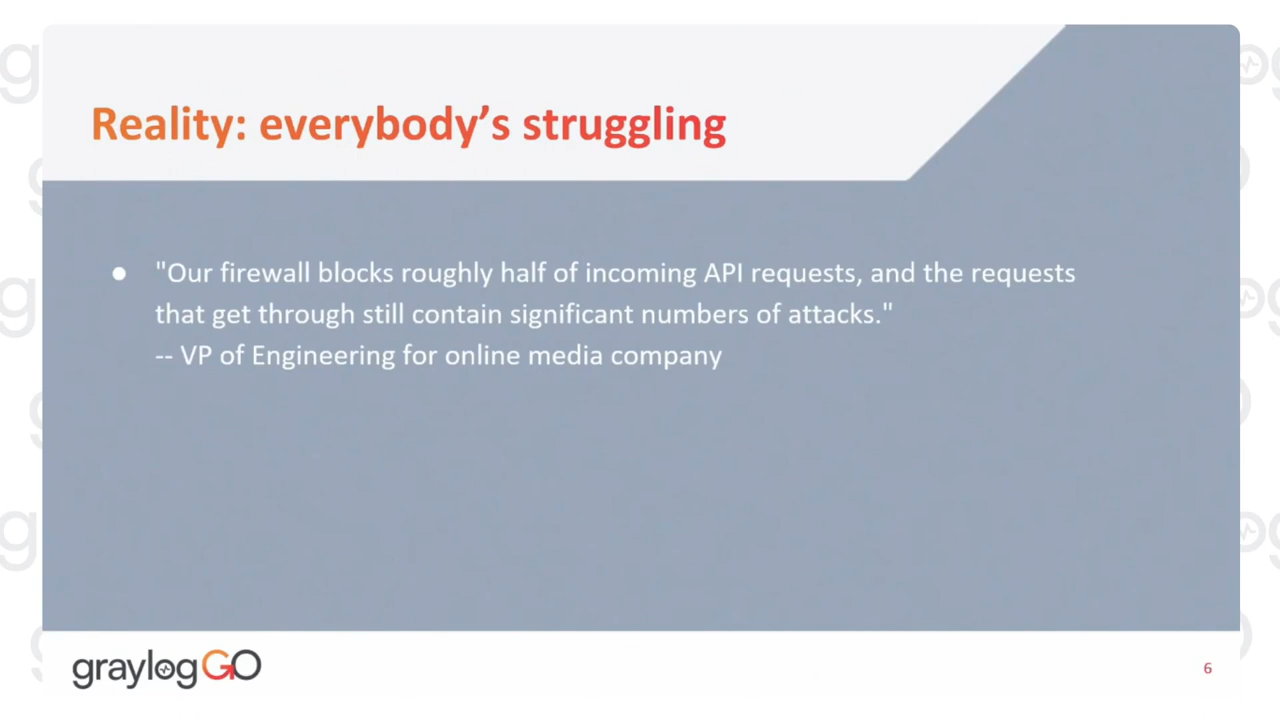 Reality: everybody’s struggling
● "Our firewall blocks roughly half of incoming API requests, and the requests
that get through still contain significant numbers of attacks."
-- VP of Engineering for online media company
graylogGO
6